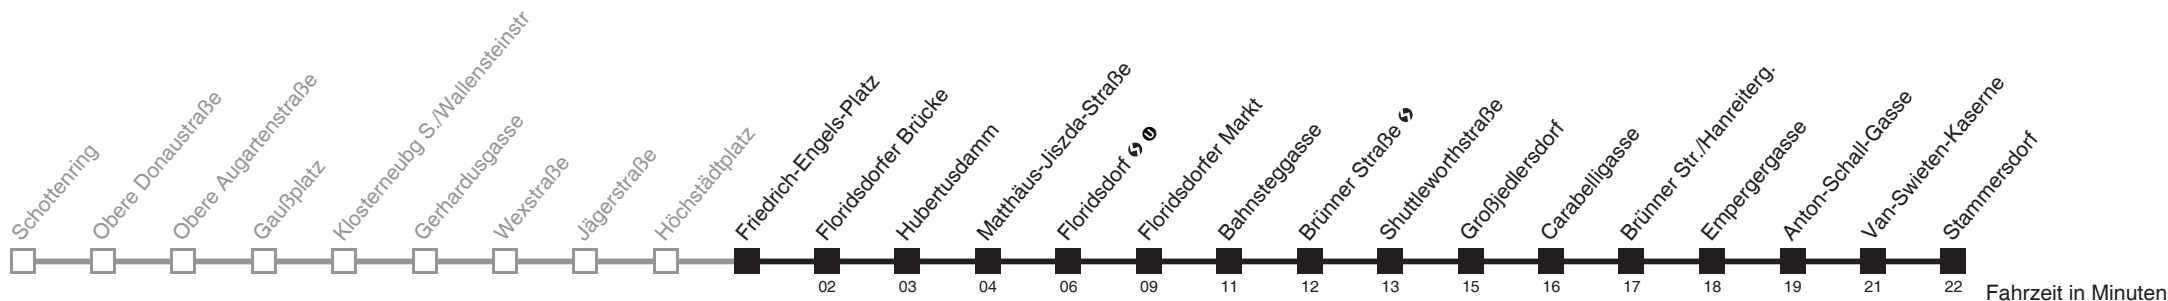 Schottenring
Obere Donaustraße
Obere Augartenstraße
Gaußplatz
Klosterneubg S./Wallensteinstr
Gerhardusgasse
Wexstraße
Jägerstraße
Höchstädtplatz
Friedrich-Engels-Platz
Floridsdorfer Brücke
Hubertusdamm
Matthäus-Jiszda-Straße
Floridsdorf S U
Floridsdorfer Markt
Bahnsteggasse
Brünner Straße S
Shuttleworthstraße
Großjedlersdorf
Carabelligasse
Brünner Str./Hanreiterg.
Empergergasse
Anton-Schall-Gasse
Van-Swieten-Kaserne
Stammersdorf
02 03 04 06 09 11 12 13 15 16 17 18 19 21 22 Fahrzeit in Minuten